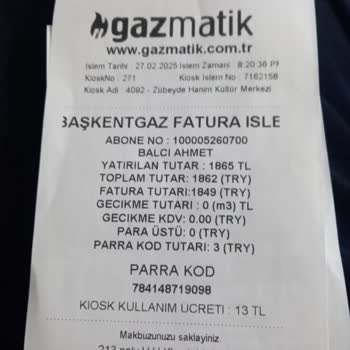 gazmatik
www.gazmatik.com.tr
Islem Tarihi : 27.02.2025 Islem Zamani : 8:20:36 PM
KioskNo : 271 Kiosk Islem No : 7162158
Kiosk Adi : 4092 - Zübeyde Hanim Kültür Merkezi
BAŞKENTGAZ FATURA ISLE
ABONE NO : 100005260700
BALCI AHMET
YATIRILAN TUTAR : 1865 TL
TOPLAM TUTAR: 1862 (TRY)
FATURA TUTARI:1849 (TRY)
GECIKME TUTARI : 0 (m3) TL
GECIKME KDV: 0.00 (TRY)
PARA ÜSTÜ: 0 (TRY)
PARRA KOD TUTARI: 3 (TRY)
PARRA KOD
784148719098
KIOSK KULLANIM ÜCRETI : 13 TL
Makbuzunuzu saklayiniz.